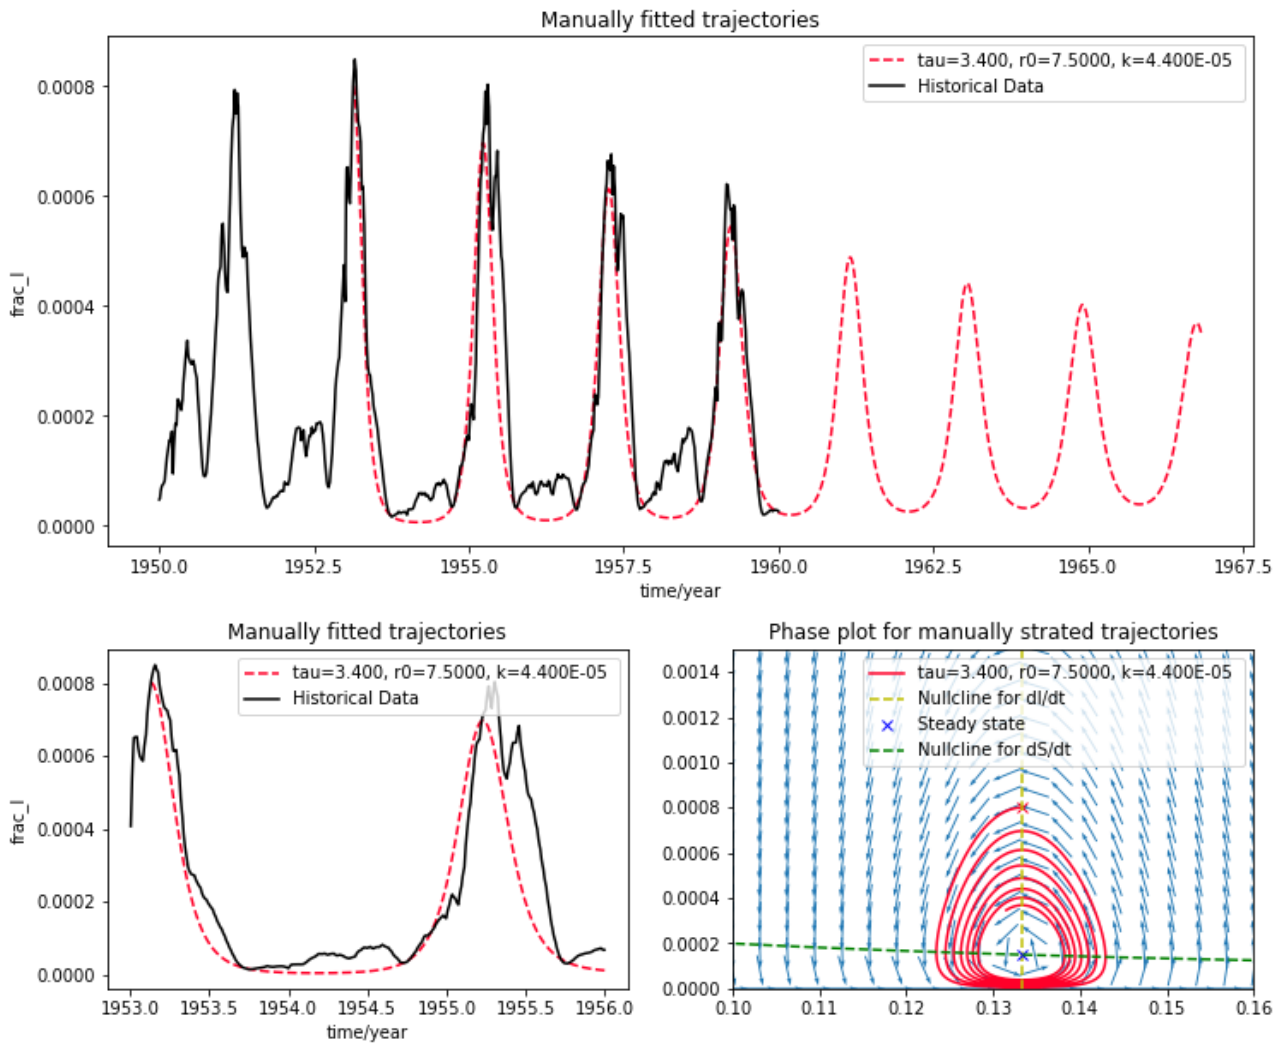 Manually fitted trajectories
tau=3.400, r0=7.5000, k=4.400E-05
Historical Data
0.0008
0.0006
0.0004
0.0002
0.0000
frac_I
1950.0 1952.5 1955.0 1957.5 1960.0 1962.5 1965.0 1967.5
time/year
Manually fitted trajectories
tau=3.400, r0=7.5000, k=4.400E-05
Historical Data
0.0008
0.0006
0.0004
0.0002
0.0000
frac_I
1953.0 1953.5 1954.0 1954.5 1955.0 1955.5 1956.0
time/year
Phase plot for manually strated trajectories
tau=3.400, r0=7.5000, k=4.400E-05
Nullcline for dI/dt
Steady state
Nullcline for dS/dt
0.0014
0.0012
0.0010
0.0008
0.0006
0.0004
0.0002
0.0000
0.10 0.11 0.12 0.13 0.14 0.15 0.16